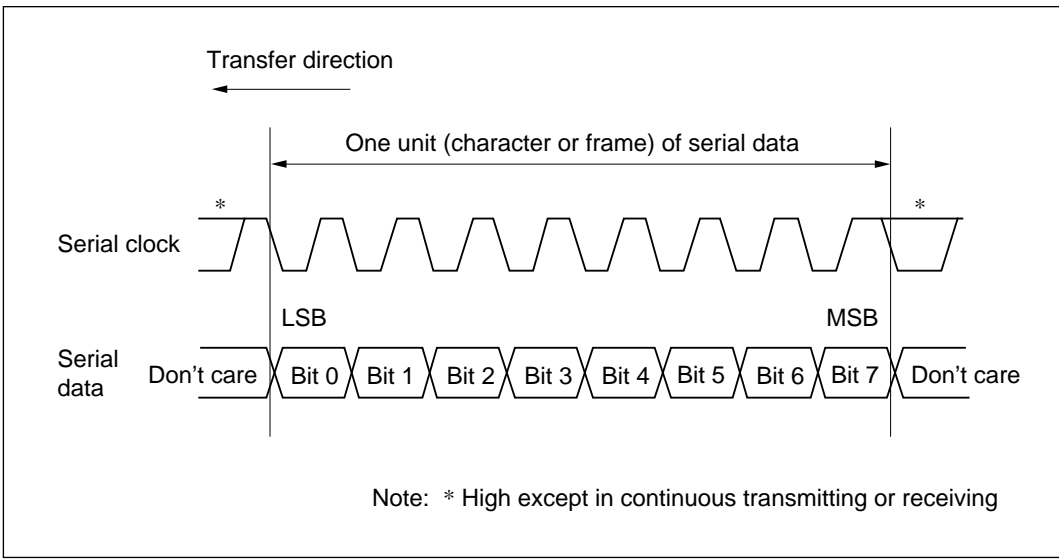 Transfer direction
One unit (character or frame) of serial data
* *
Serial clock
LSB MSB
Serial
data
Don't care Bit 0 Bit 1 Bit 2 Bit 3 Bit 4 Bit 5 Bit 6 Bit 7 Don't care
Note: * High except in continuous transmitting or receiving